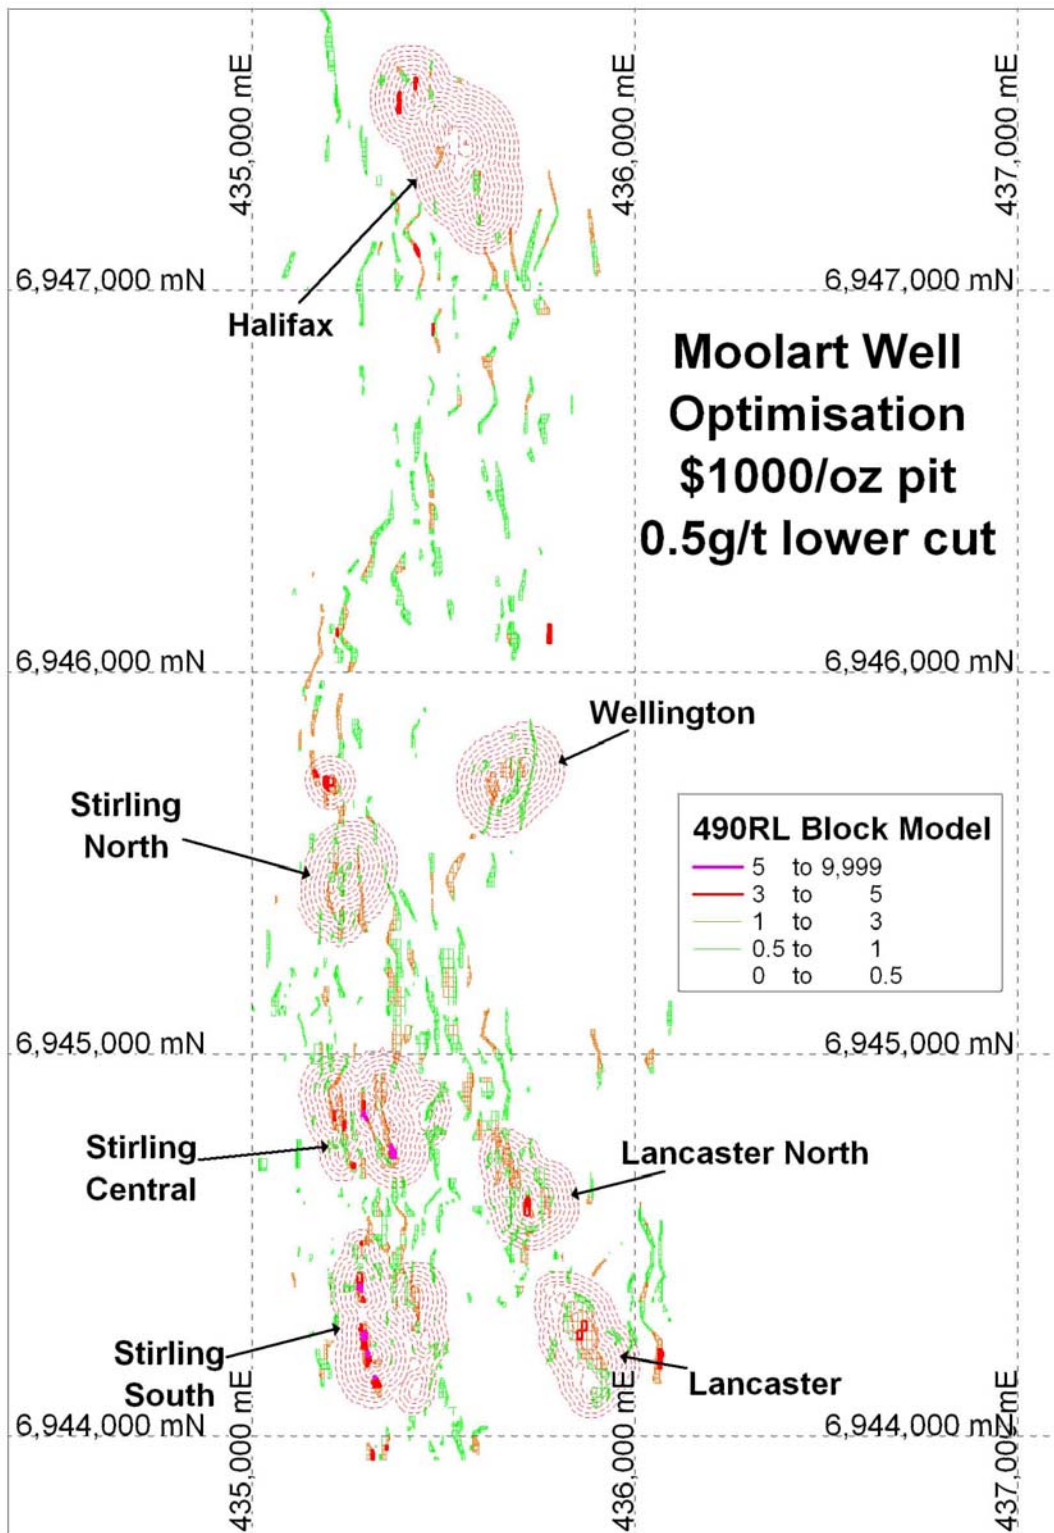 435,000 mE
436,000 mE
437,000 mE
6,947,000 mN
6,947,000 mN
Halifax
Moolart Well
Optimisation
$1000/oz pit
0.5g/t lower cut
6,946,000 mN
6,946,000 mN
Wellington
Stirling
North
490RL Block Model
5 to 9,999
3 to 5
1 to 3
0.5 to 1
0 to 0.5
6,945,000 mN
6,945,000 mN
Stirling
Central
Lancaster North
Stirling
South
Lancaster
6,944,000 mN
6,944,000 mN
435,000 mE
436,000 mE
437,000 mE